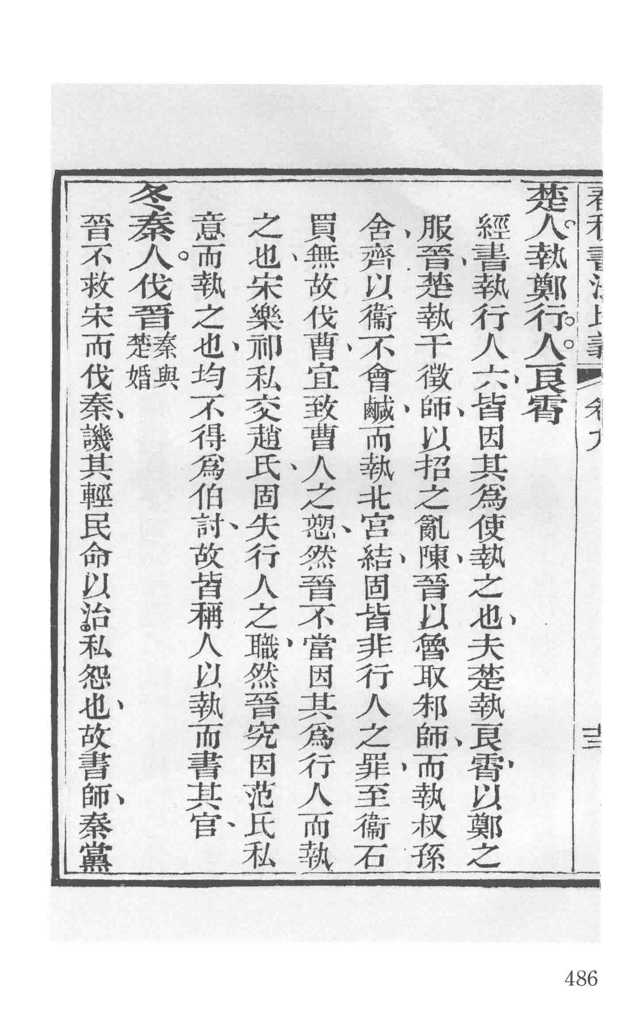 春秋書法比義 卷九
楚人。執鄭行。人。良霄
經書執行人六、皆因其爲使執之也、夫楚執良霄、以鄭之
服晉、楚執干徵師、以招之亂陳、晉以魯取邾師、而執叔孫
舍、齊以衞不會鹹、而執北宮結、固皆非行人之罪、至衞石
買無故伐曹、宜致曹人之愬、然晉不當因其爲行人而執
之也、宋樂祁私交趙氏、固失行人之職、然晉究因范氏私
意而執之也、均不得爲伯討、故皆稱人以執而書其官、
冬秦人。伐晉秦與楚婚
晉不救宋而伐秦、譏其輕民命以治。私怨也、故書師、秦黨
486